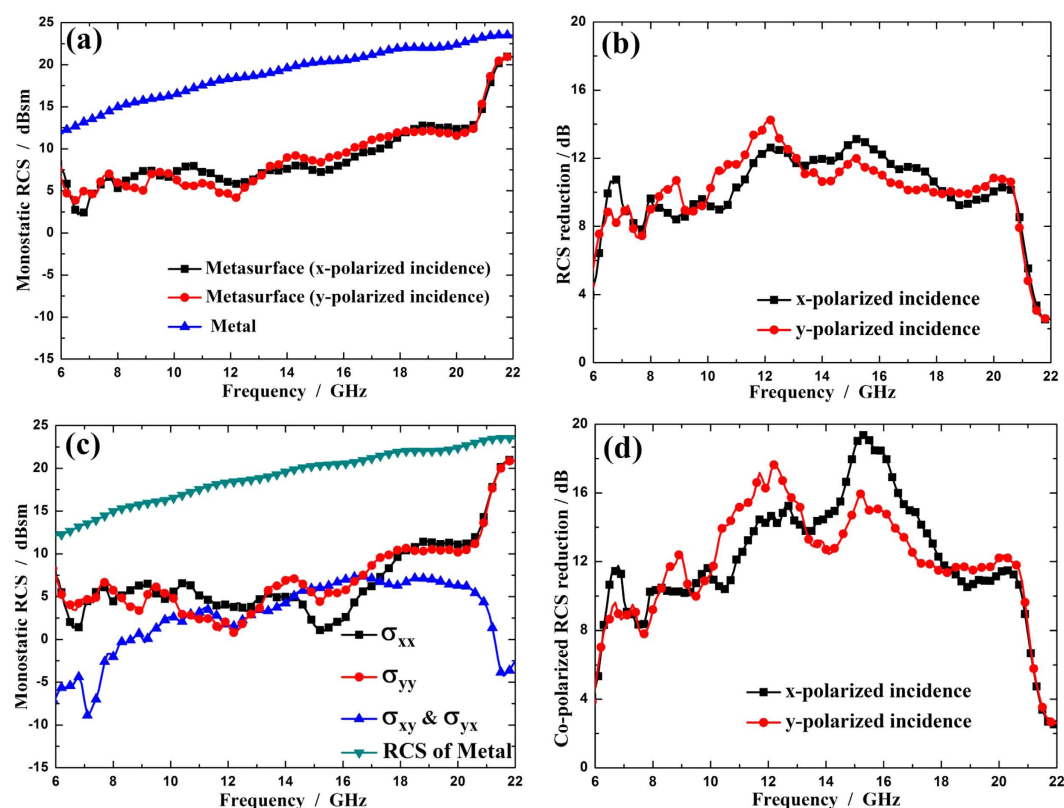 (a)
Monostatic RCS / dBsm
25
20
15
10
5
0
-5
-10
-15
Metasurface (x-polarized incidence)
Metasurface (y-polarized incidence)
Metal
6 8 10 12 14 16 18 20 22
Frequency / GHz
(b)
RCS reduction / dB
20
16
12
8
4
0
x-polarized incidence
y-polarized incidence
6 8 10 12 14 16 18 20 22
Frequency / GHz
(c)
Monostatic RCS / dBsm
25
20
15
10
5
0
-5
-10
-15
σxx
σyy
σxy & σyx
RCS of Metal
6 8 10 12 14 16 18 20 22
Frequency / GHz
(d)
Co-polarized RCS reduction / dB
20
16
12
8
4
0
x-polarized incidence
y-polarized incidence
6 8 10 12 14 16 18 20 22
Frequency / GHz